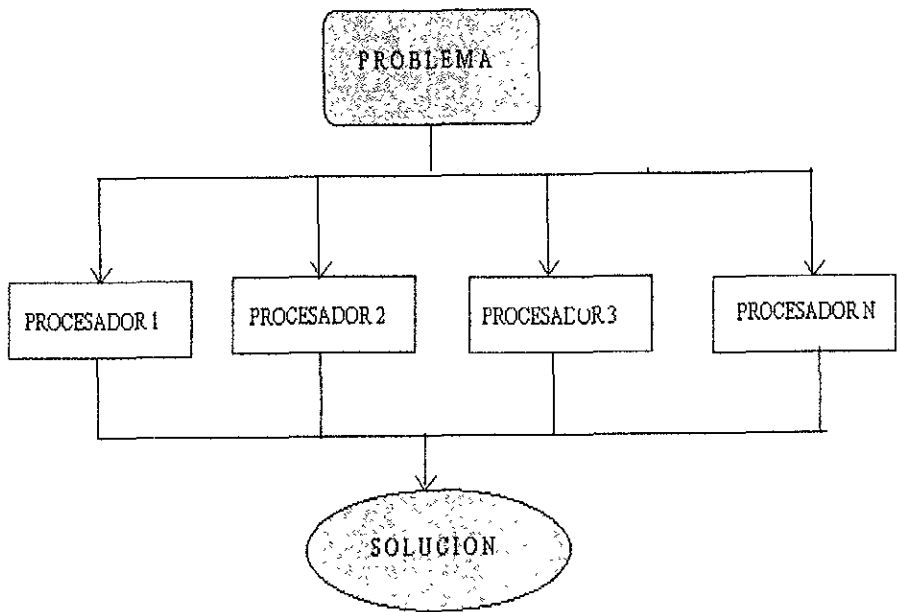 PROBLEMA
PROCESADOR 1
PROCESADOR 2
PROCESADOR 3
PROCESADOR N
SOLUCION